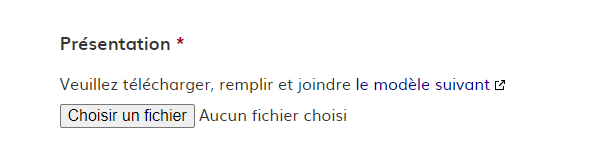 Présentation *
Veuillez télécharger, remplir et joindre le modèle suivant
Choisir un fichier Aucun fichier choisi